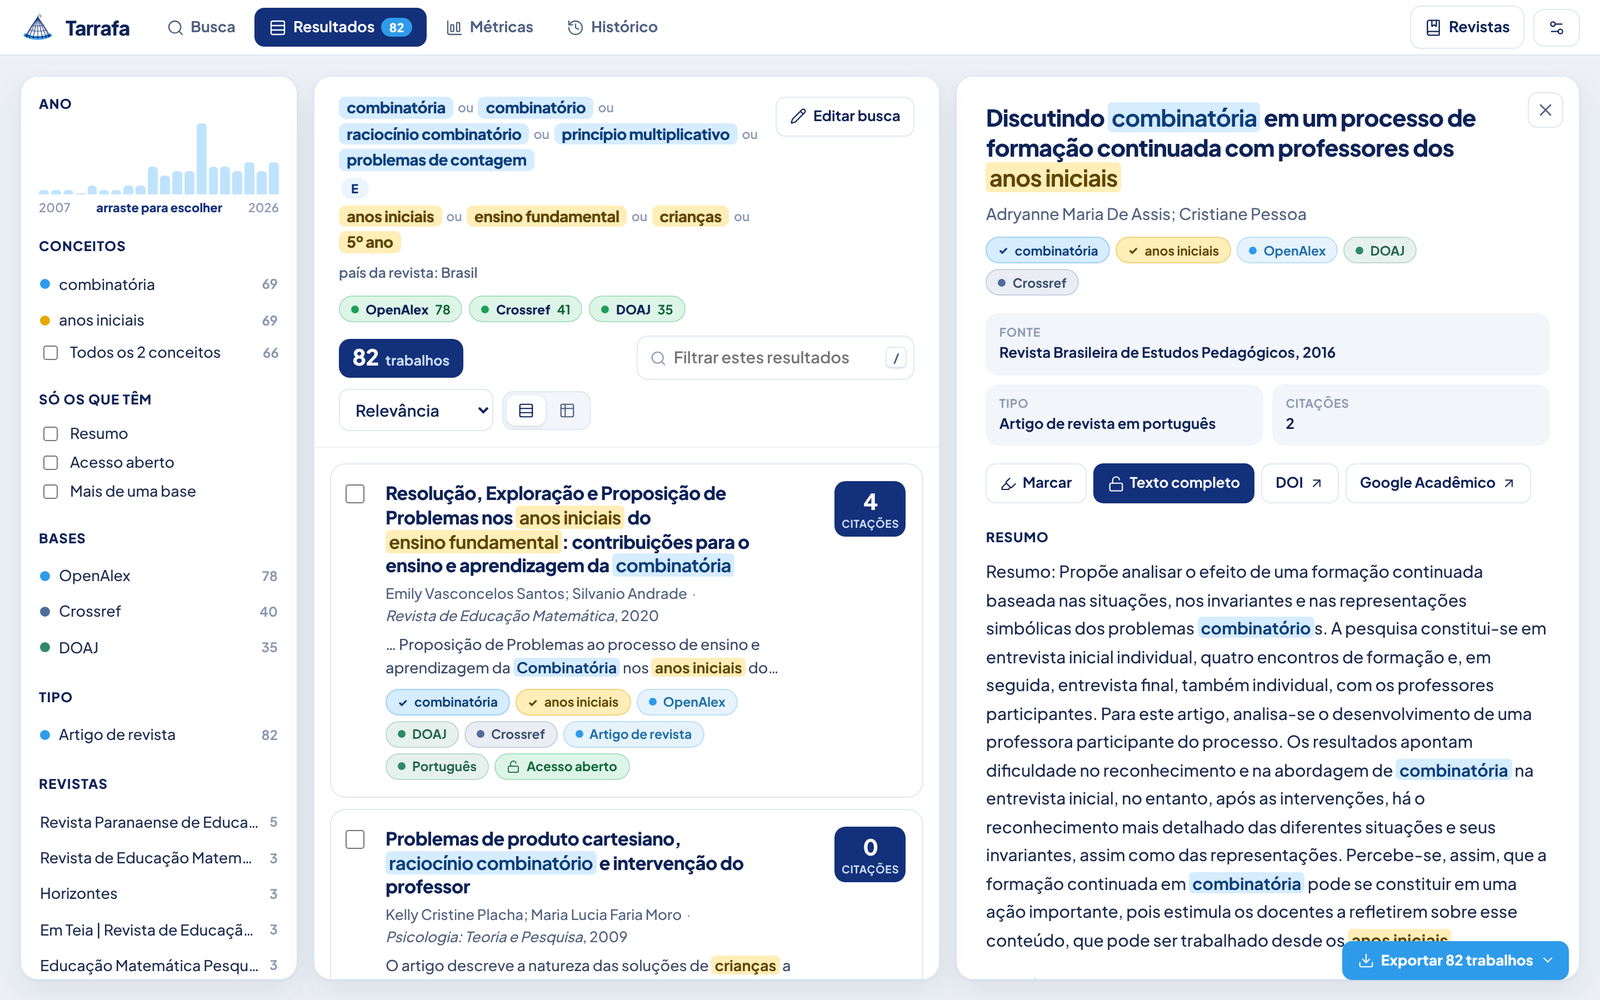 Tarrafa
Busca
Resultados 82
Métricas
Histórico
Revistas
ANO
2007 arraste para escolher 2026
CONCEITOS
combinatória 69
anos iniciais 69
Todos os 2 conceitos 66
SÓ OS QUE TÊM
Resumo
Acesso aberto
Mais de uma base
BASES
OpenAlex 78
Crossref 40
DOAJ 35
TIPO
Artigo de revista 82
REVISTAS
Revista Paranaense de Educa... 5
Revista de Educação Matem... 3
Horizontes 3
Em Teia | Revista de Educaçã... 3
Educação Matemática Pesqu... 3
combinatória ou combinatório ou
raciocínio combinatório ou princípio multiplicativo ou
problemas de contagem
E
anos iniciais ou ensino fundamental ou crianças ou
5º ano
país da revista: Brasil
Editar busca
OpenAlex 78 Crossref 41 DOAJ 35
82 trabalhos
Filtrar estes resultados /
Relevância
Resolução, Exploração e Proposição de
Problemas nos anos iniciais do
ensino fundamental: contribuições para o
ensino e aprendizagem da combinatória
4
CITAÇÕES
Emily Vasconcelos Santos; Silvanio Andrade ·
Revista de Educação Matemática, 2020
... Proposição de Problemas ao processo de ensino e
aprendizagem da Combinatória nos anos iniciais do...
combinatória anos iniciais OpenAlex
DOAJ Crossref Artigo de revista
Português Acesso aberto
Problemas de produto cartesiano,
raciocínio combinatório e intervenção do
professor
0
CITAÇÕES
Kelly Cristine Placha; Maria Lucia Faria Moro ·
Psicologia: Teoria e Pesquisa, 2009
O artigo descreve a natureza das soluções de crianças a
Discutindo combinatória em um processo de
formação continuada com professores dos
anos iniciais
Adryanne Maria De Assis; Cristiane Pessoa
combinatória anos iniciais OpenAlex DOAJ
Crossref
FONTE
Revista Brasileira de Estudos Pedagógicos, 2016
TIPO
Artigo de revista em português
CITAÇÕES
2
Marcar
Texto completo
DOI
Google Acadêmico
RESUMO
Resumo: Propõe analisar o efeito de uma formação continuada
baseada nas situações, nos invariantes e nas representações
simbólicas dos problemas combinatórios. A pesquisa constitui-se em
entrevista inicial individual, quatro encontros de formação e, em
seguida, entrevista final, também individual, com os professores
participantes. Para este artigo, analisa-se o desenvolvimento de uma
professora participante do processo. Os resultados apontam
dificuldade no reconhecimento e na abordagem de combinatória na
entrevista inicial, no entanto, após as intervenções, há o
reconhecimento mais detalhado das diferentes situações e seus
invariantes, assim como das representações. Percebe-se, assim, que a
formação continuada em combinatória pode se constituir em uma
ação importante, pois estimula os docentes a refletirem sobre esse
conteúdo, que pode ser trabalhado desde os anos iniciais
Exportar 82 trabalhos